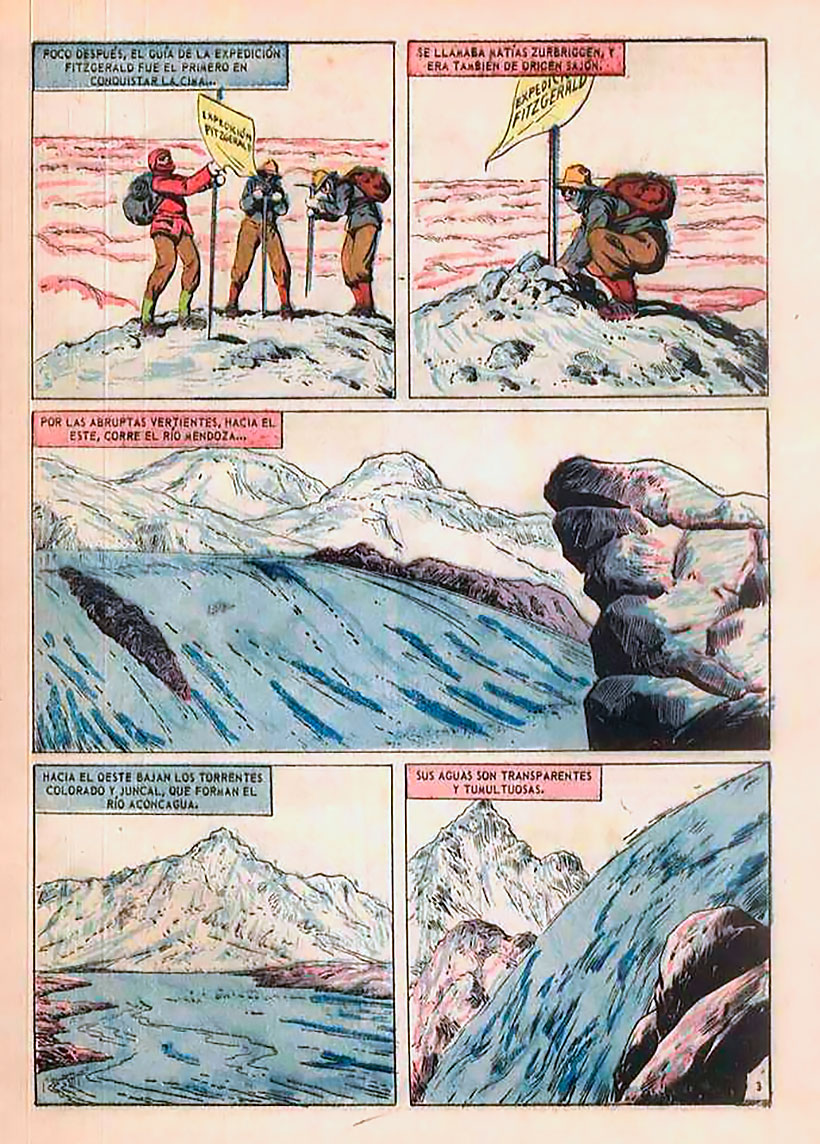 POCO DESPUÉS, EL GUÍA DE LA EXPEDICIÓN
FITZGERALD FUE EL PRIMERO EN
CONQUISTAR LA CIMA...
EXPEDICIÓN
FITZGERALD
SE LLAMABA MATÍAS ZURBRIGGEN, Y
ERA TAMBIÉN DE ORIGEN SAJÓN.
EXPEDICIÓN
FITZGERALD
POR LAS ABRUPTAS VERTIENTES, HACIA EL
ESTE, CORRE EL RÍO MENDOZA...
HACIA EL OESTE BAJAN LOS TORRENTES
COLORADO Y JUNCAL, QUE FORMAN EL
RÍO ACONCAGUA.
SUS AGUAS SON TRANSPARENTES
Y TUMULTUOSAS.
3